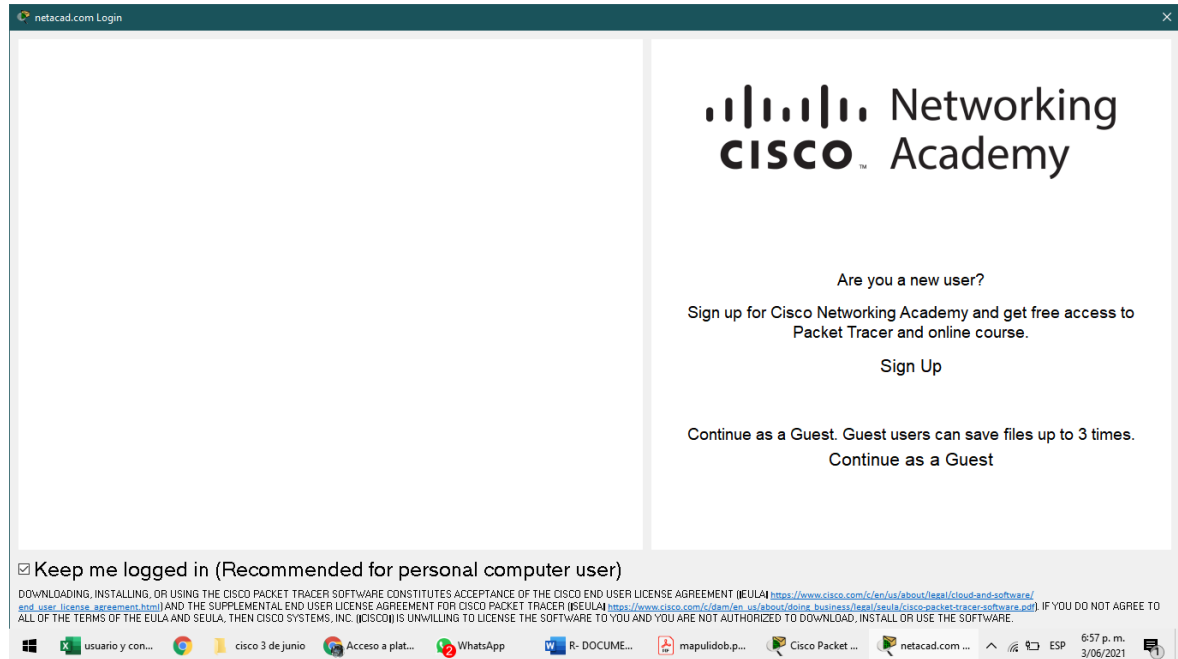 netacad.com Login
CISCO
Networking
Academy
Are you a new user?
Sign up for Cisco Networking Academy and get free access to
Packet Tracer and online course.
Sign Up
Continue as a Guest. Guest users can save files up to 3 times.
Continue as a Guest
Keep me logged in (Recommended for personal computer user)
DOWNLOADING, INSTALLING, OR USING THE CISCO PACKET TRACER SOFTWARE CONSTITUTES ACCEPTANCE OF THE CISCO END USER LICENSE AGREEMENT (EULA) https://www.cisco.com/c/en/us/about/legal/cloud-and-software/
end_user_license_agreement.html) AND THE SUPPLEMENTAL END USER LICENSE AGREEMENT FOR CISCO PACKET TRACER (SEULA) https://www.cisco.com/c/dam/en_us/about/doing_business/legal/seula/cisco-packet-tracer-software.pdf). IF YOU DO NOT AGREE TO
ALL OF THE TERMS OF THE EULA AND SEULA, THEN CISCO SYSTEMS, INC. (CISCO) IS UNWILLING TO LICENSE THE SOFTWARE TO YOU AND YOU ARE NOT AUTHORIZED TO DOWNLOAD, INSTALL OR USE THE SOFTWARE.
usuario y con... cisco 3 de junio Acceso a plat... 2 WhatsApp R- DOCUME... mapulidob.p... Cisco Packet ... netacad.com ... ESP 6:57 p. m.
3/06/2021 1